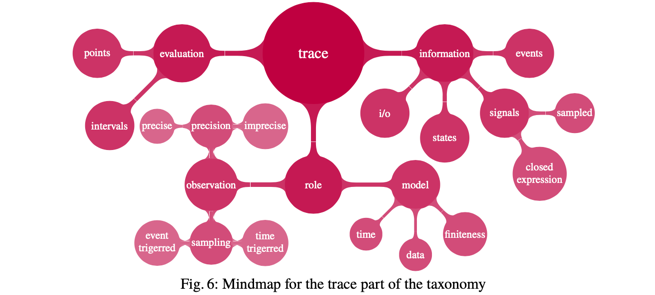 trace
evaluation
points
intervals
information
events
i/o
states
signals
sampled
closed
expression
role
observation
precision
precise
imprecise
sampling
event
trigerred
time
trigerred
model
time
data
finiteness
Fig. 6: Mindmap for the trace part of the taxonomy